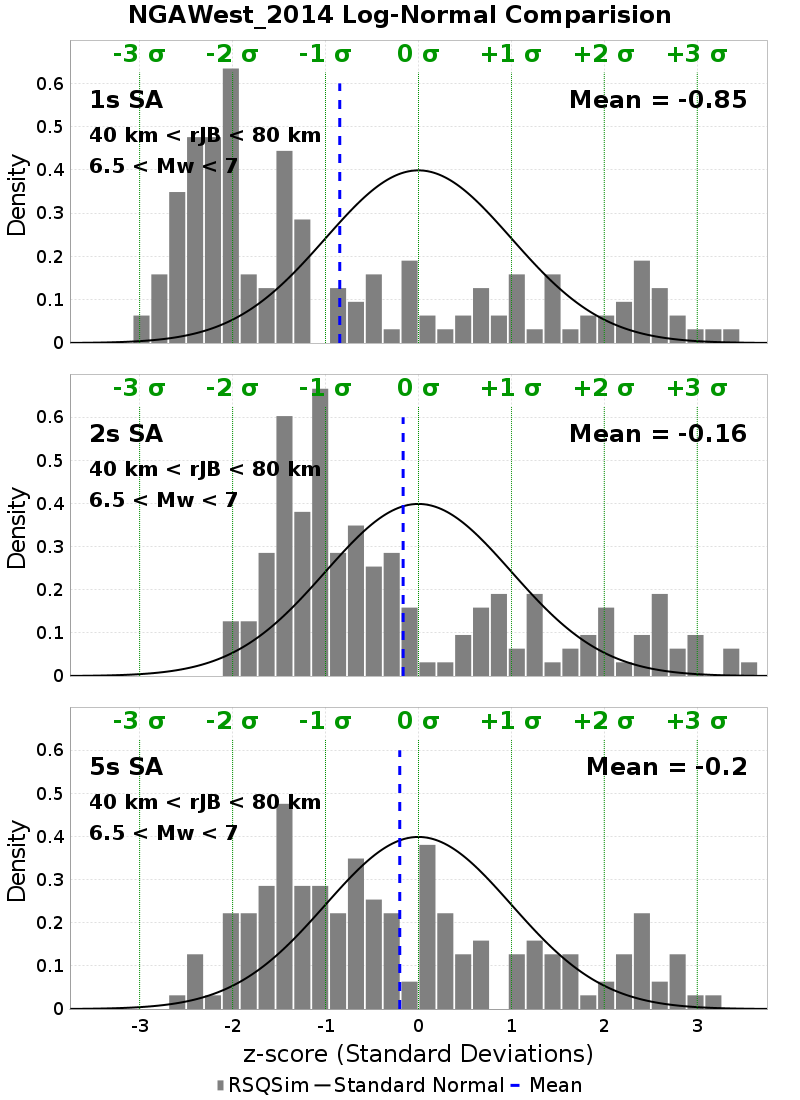 NGAWest_2014 Log-Normal Comparision
-3 σ -2 σ -1 σ 0 σ +1 σ +2 σ +3 σ
1s SA
Mean = -0.85
40 km < rJB < 80 km
6.5 < Mw < 7
Density
0.6
0.5
0.4
0.3
0.2
0.1
0
-3 σ -2 σ -1 σ 0 σ +1 σ +2 σ +3 σ
2s SA
Mean = -0.16
40 km < rJB < 80 km
6.5 < Mw < 7
Density
0.6
0.5
0.4
0.3
0.2
0.1
0
-3 σ -2 σ -1 σ 0 σ +1 σ +2 σ +3 σ
5s SA
Mean = -0.2
40 km < rJB < 80 km
6.5 < Mw < 7
Density
0.6
0.5
0.4
0.3
0.2
0.1
0
-3 -2 -1 0 1 2 3
z-score (Standard Deviations)
RSQSim Standard Normal Mean